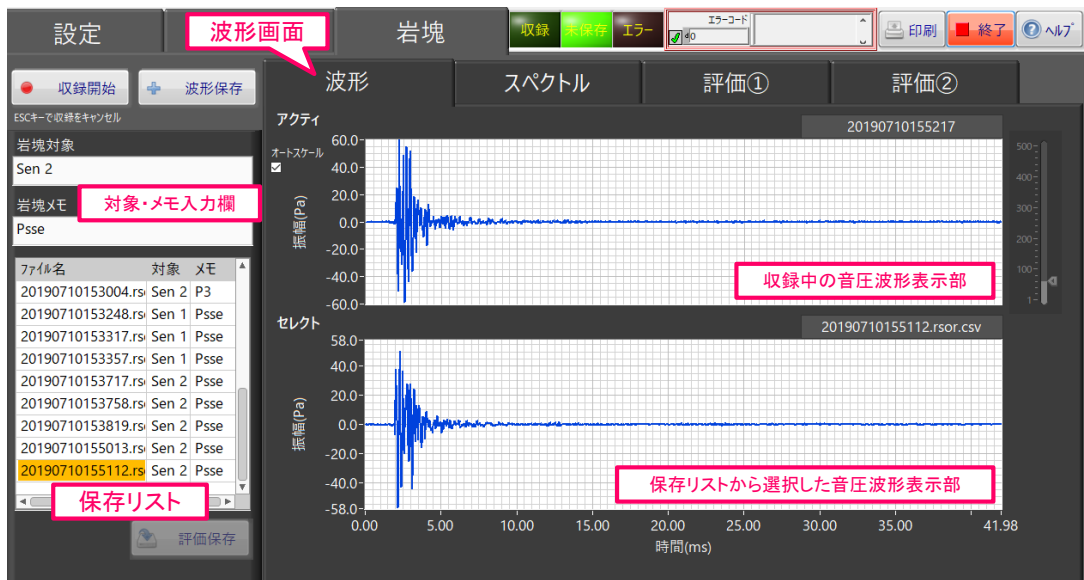 設定
波形画面
岩塊
収録
未保存
エラー
エラーコード
40
印刷
終了
ヘルプ
収録開始
波形保存
ESCキーで収録をキャンセル
岩塊対象
Sen 2
岩塊メモ
対象・メモ入力欄
Psse
ファイル名 対象 メモ
20190710153004.rs Sen 2 P3
20190710153248.rs Sen 1 Psse
20190710153317.rs Sen 1 Psse
20190710153357.rs Sen 1 Psse
20190710153717.rs Sen 2 Psse
20190710153758.rs Sen 2 Psse
20190710153819.rs Sen 2 Psse
20190710155013.rs Sen 2 Psse
20190710155112.rs Sen 2 Psse
保存リスト
評価保存
波形
スペクトル
評価①
評価②
アクティ
20190710155217
オートスケール
60.0
40.0
20.0
0.0
-20.0
-40.0
-60.0
振幅(Pa)
収録中の音圧波形表示部
500
400
300
200
100
1
セレクト
20190710155112.rsor.csv
58.0
40.0
20.0
0.0
-20.0
-40.0
-58.0
振幅(Pa)
保存リストから選択した音圧波形表示部
0.00 5.00 10.00 15.00 20.00 25.00 30.00 35.00 41.98
時間(ms)